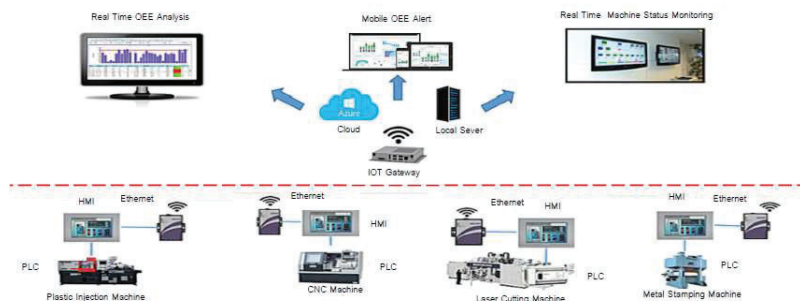 Real Time OEE Analysis
Mobile OEE Alert
Real Time Machine Status Monitoring
Azure
Cloud
Local Sever
IOT Gateway
HMI
Ethernet
Ethernet
HMI
Ethernet
HMI
HMI
Ethernet
PLC
PLC
PLC
PLC
Plastic Injection Machine
CNC Machine
Laser Cutting Machine
Metal Stamping Machine